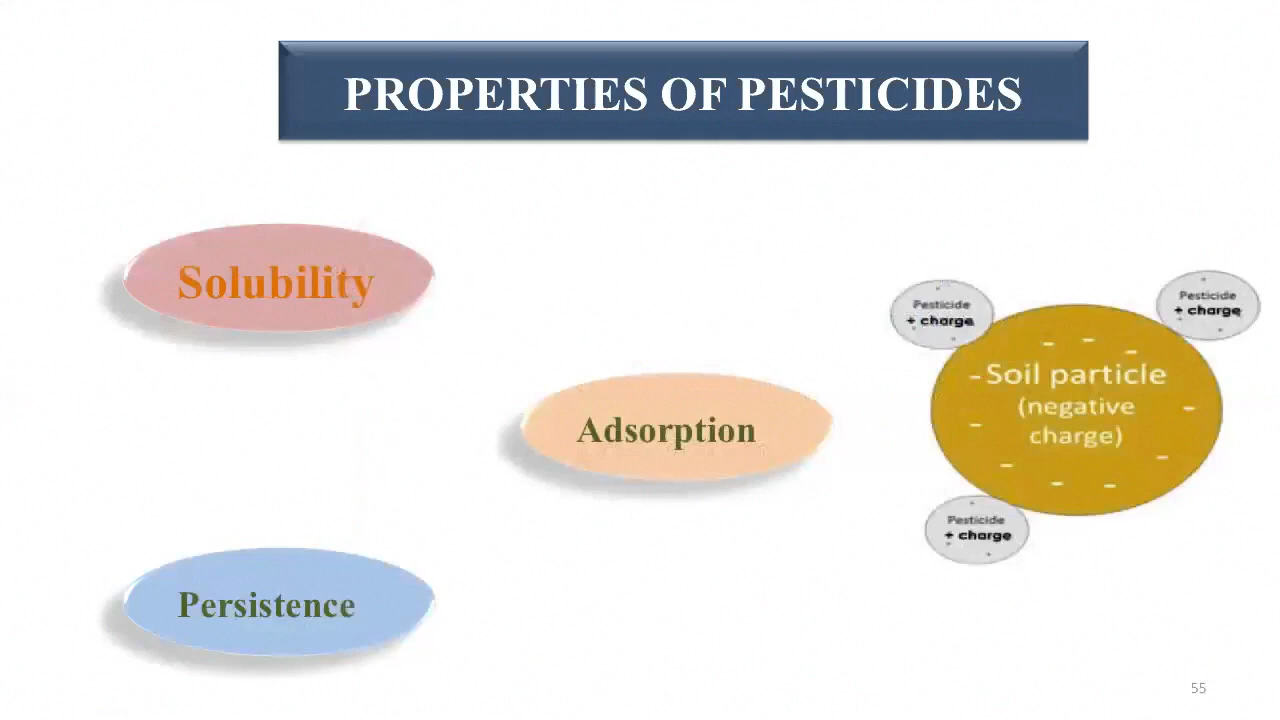 PROPERTIES OF PESTICIDES
Solubility
Adsorption
Persistence
Pesticide
+ charge
Pesticide
+ charge
- Soil particle
(negative
charge)
Pesticide
+ charge
55